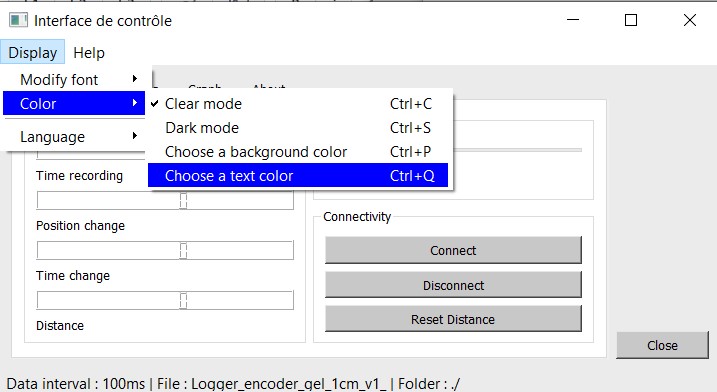 Interface de contrôle
Display Help
Modify font
Color
Language
Clear mode Ctrl+C
Dark mode Ctrl+S
Choose a background color Ctrl+P
Choose a text color Ctrl+Q
Time recording
Position change
Time change
Distance
Connectivity
Connect
Disconnect
Reset Distance
Close
Data interval : 100ms | File : Logger_encoder_gel_1cm_v1_ | Folder : ./